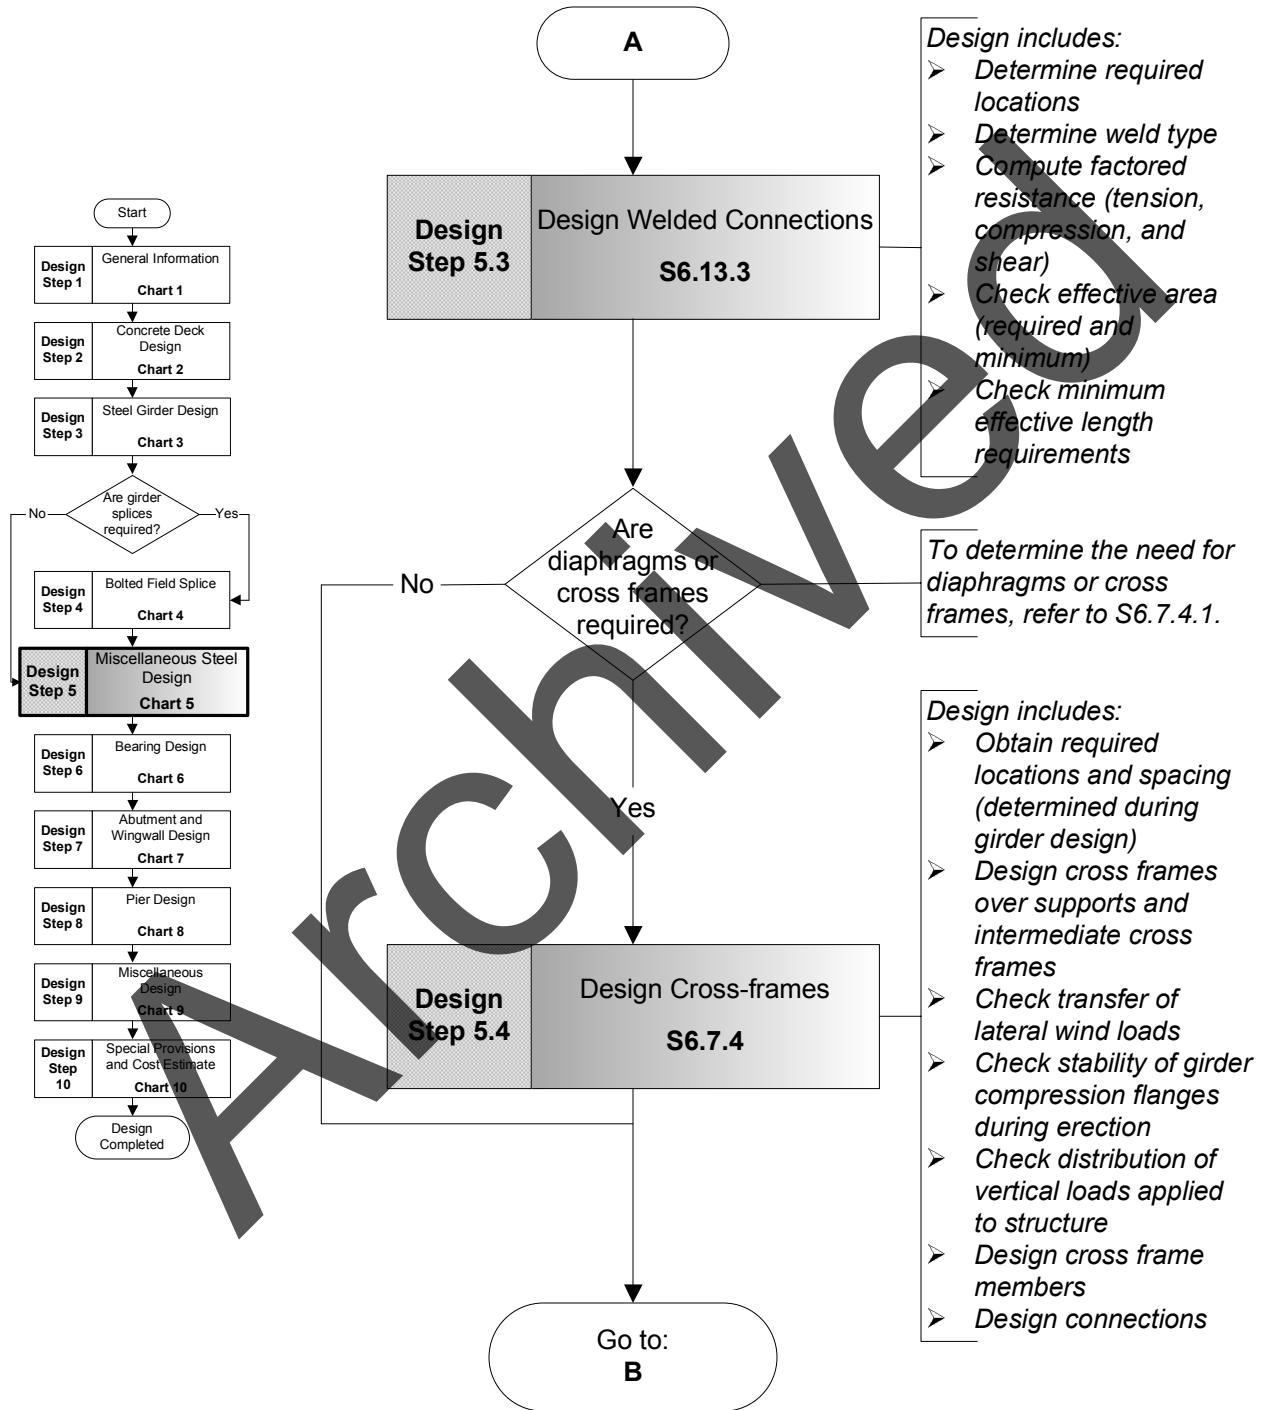 Start
Design
Step 1
General Information
Chart 1
Design
Step 2
Concrete Deck
Design
Chart 2
Design
Step 3
Steel Girder Design
Chart 3
Are girder
splices
required?
No
Yes
Design
Step 4
Bolted Field Splice
Chart 4
Design
Step 5
Miscellaneous Steel
Design
Chart 5
Design
Step 6
Bearing Design
Chart 6
Design
Step 7
Abutment and
Wingwall Design
Chart 7
Design
Step 8
Pier Design
Chart 8
Design
Step 9
Miscellaneous
Design
Chart 9
Design
Step
10
Special Provisions
and Cost Estimate
Chart 10
Design
Completed
A
Design
Step 5.3
Design Welded Connections
S6.13.3
Are
diaphragms or
cross frames
required?
No
Yes
Design
Step 5.4
Design Cross-frames
S6.7.4
Go to:
B
Design includes:
➢ Determine required
locations
➢ Determine weld type
➢ Compute factored
resistance (tension,
compression, and
shear)
➢ Check effective area
(required and
minimum)
➢ Check minimum
effective length
requirements
To determine the need for
diaphragms or cross
frames, refer to S6.7.4.1.
Design includes:
➢ Obtain required
locations and spacing
(determined during
girder design)
➢ Design cross frames
over supports and
intermediate cross
frames
➢ Check transfer of
lateral wind loads
➢ Check stability of girder
compression flanges
during erection
➢ Check distribution of
vertical loads applied
to structure
➢ Design cross frame
members
➢ Design connections
Archived